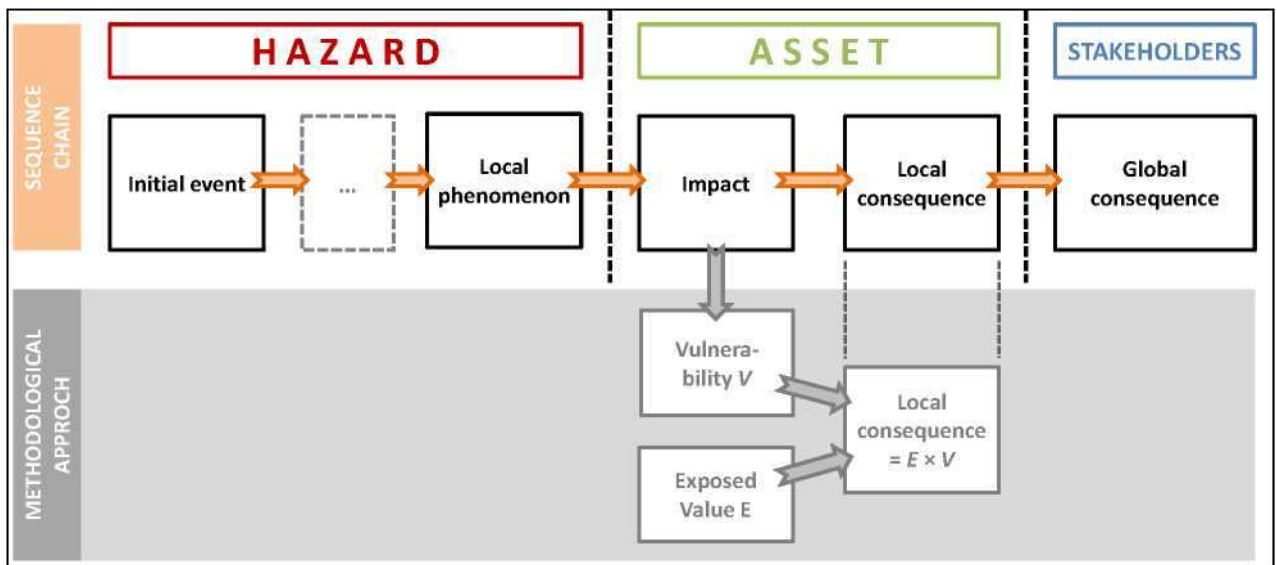 HAZARD
ASSET
STAKEHOLDERS
SEQUENCE
CHAIN
Initial event
...
Local
phenomenon
Impact
Local
consequence
Global
consequence
METHODOLOGICAL
APPROCH
Vulnera-
bility V
Exposed
Value E
Local
consequence
= E × V